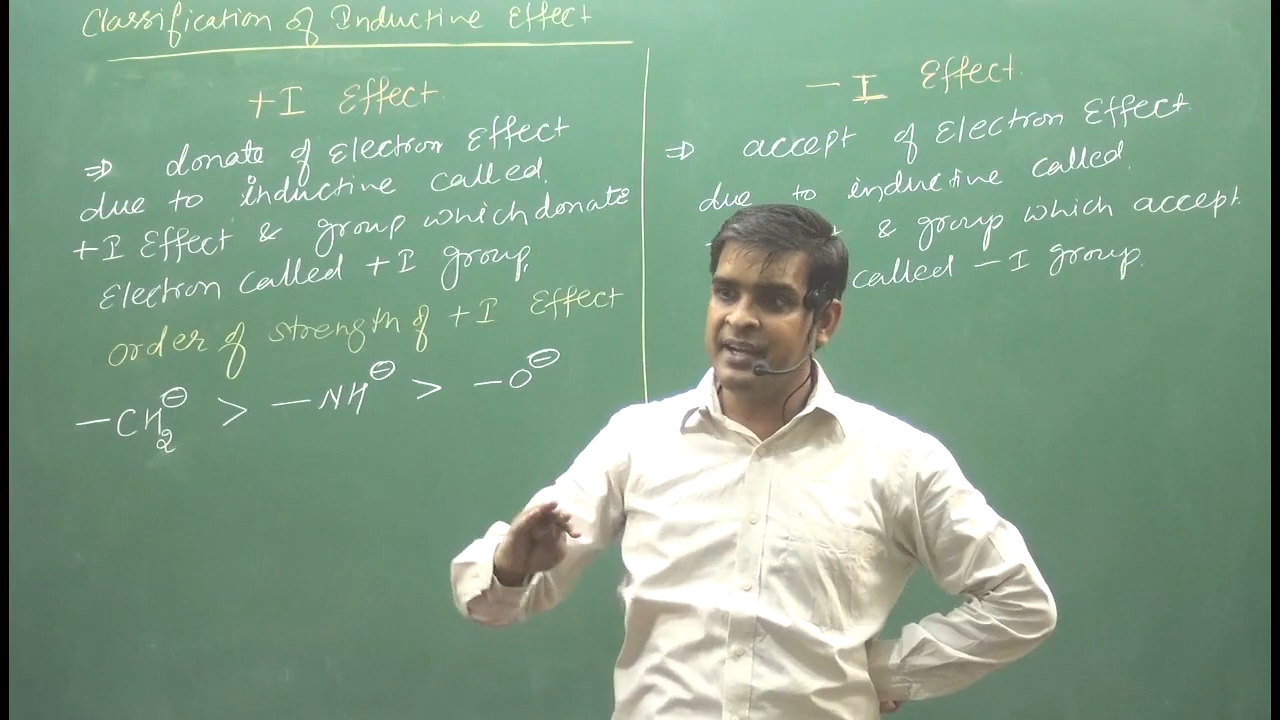 Classification of Inductive Effect
+I Effect
⇒ donate of Electron Effect
due to inductive called.
+I Effect & group which donate
Electron called +I group.
order of strength of +I Effect
-CH₂⊖ > -NH⊖ > -O⊖
-I Effect.
⇒ accept of Electron Effect
due to inductive called.
& group which accept.
called -I group.